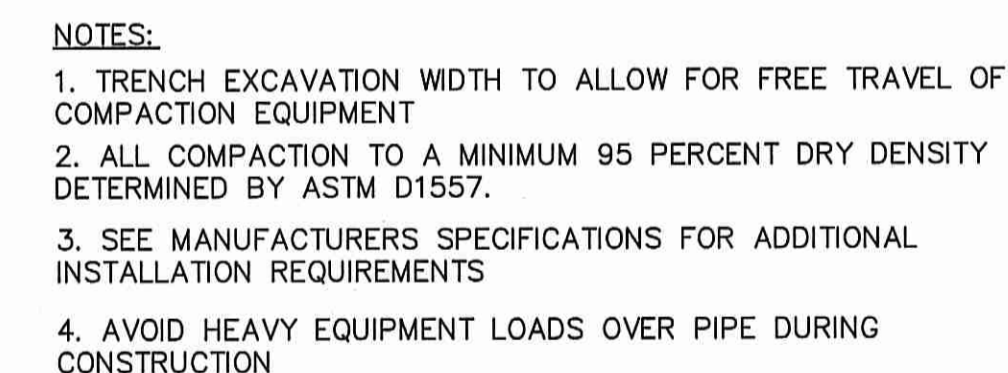 NOTES:
1. TRENCH EXCAVATION WIDTH TO ALLOW FOR FREE TRAVEL OF
COMPACTION EQUIPMENT
2. ALL COMPACTION TO A MINIMUM 95 PERCENT DRY DENSITY
DETERMINED BY ASTM D1557.
3. SEE MANUFACTURERS SPECIFICATIONS FOR ADDITIONAL
INSTALLATION REQUIREMENTS
4. AVOID HEAVY EQUIPMENT LOADS OVER PIPE DURING
CONSTRUCTION